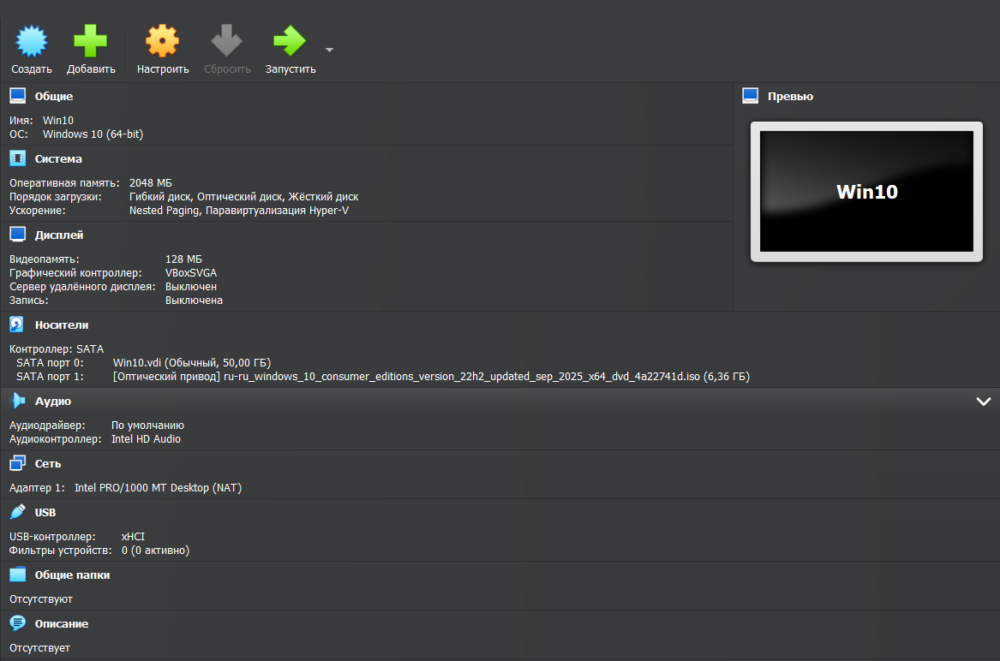 Создать Добавить Настроить Сбросить Запустить
Общие
Имя: Win10
ОС: Windows 10 (64-bit)
Превью
Win10
Система
Оперативная память: 2048 МБ
Порядок загрузки: Гибкий диск, Оптический диск, Жёсткий диск
Ускорение: Nested Paging, Паравиртуализация Hyper-V
Дисплей
Видеопамять: 128 МБ
Графический контроллер: VBoxSVGA
Сервер удалённого дисплея: Выключен
Запись: Выключена
Носители
Контроллер: SATA
SATA порт 0: Win10.vdi (Обычный, 50,00 ГБ)
SATA порт 1: [Оптический привод] ru-ru_windows_10_consumer_editions_version_22h2_updated_sep_2025_x64_dvd_4a22741d.iso (6,36 ГБ)
Аудио
Аудиодрайвер: По умолчанию
Аудиоконтроллер: Intel HD Audio
Сеть
Адаптер 1: Intel PRO/1000 MT Desktop (NAT)
USB
USB-контроллер: xHCI
Фильтры устройств: 0 (0 активно)
Общие папки
Отсутствуют
Описание
Отсутствует